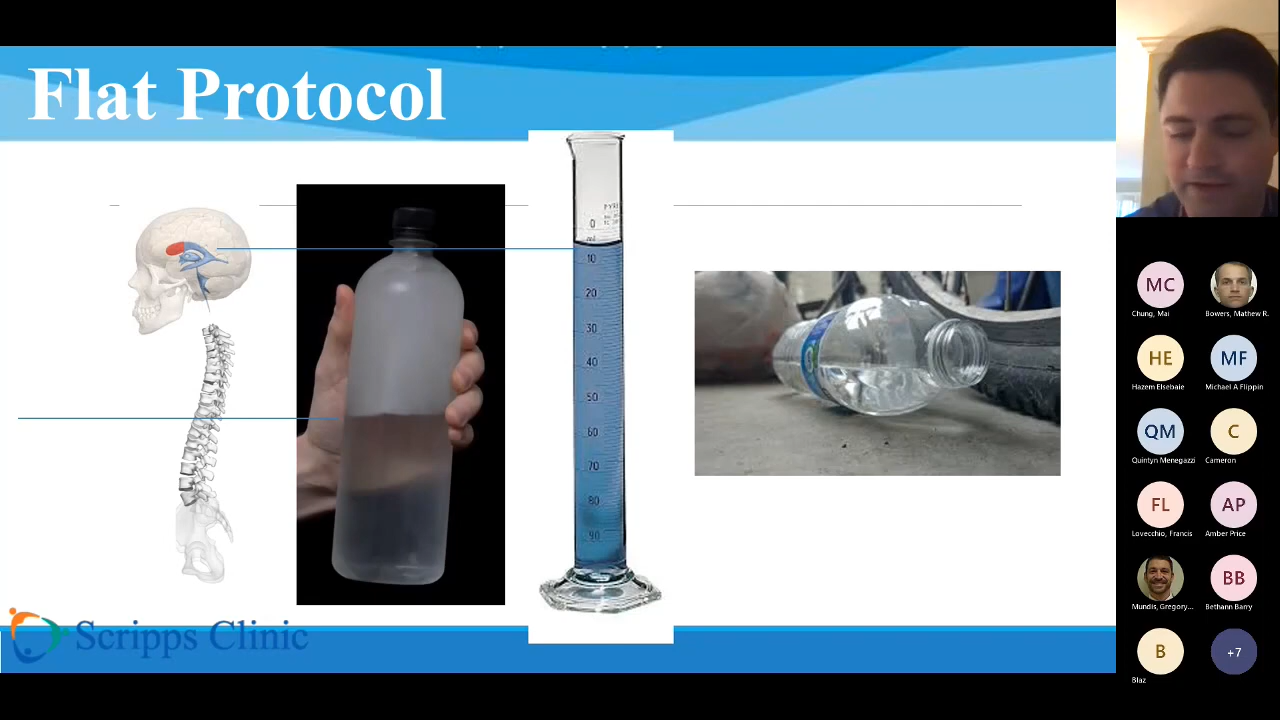 Flat Protocol
PYREX
0
ml
10
20
30
40
50
60
70
80
90
Scripps Clinic
MC
Chung, Mai
Bowers, Mathew R.
HE
Hazem Elsebaie
MF
Michael A Flippin
QM
Quintyn Menegazzi
C
Cameron
FL
Lovecchio, Francis
AP
Amber Price
Mundis, Gregory...
BB
Bethann Barry
B
Blaz
+7